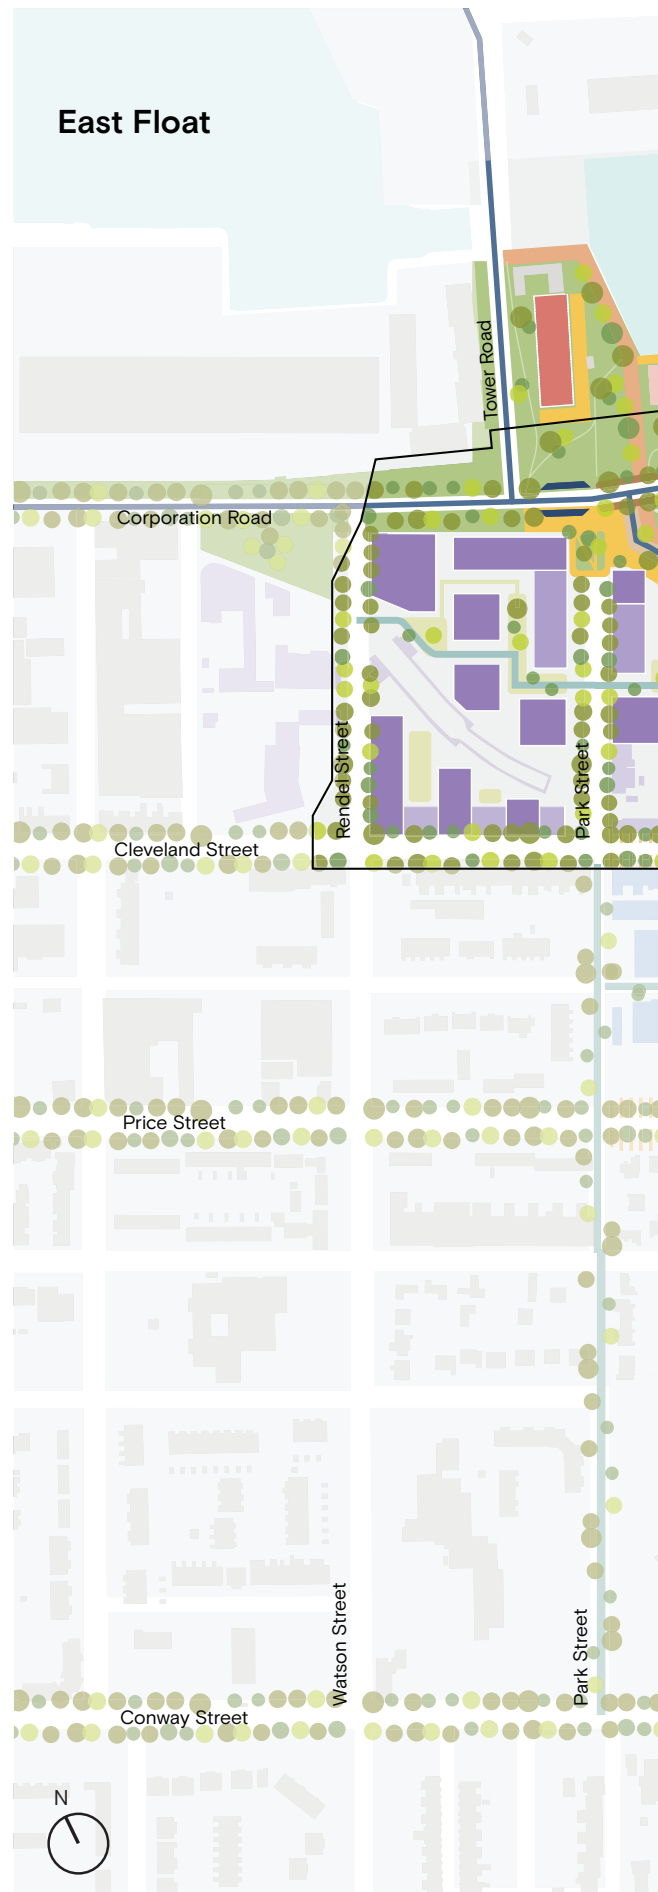 East Float
Tower Road
Corporation Road
Rendel Street
Park Street
Cleveland Street
Price Street
Watson Street
Park Street
Conway Street
N